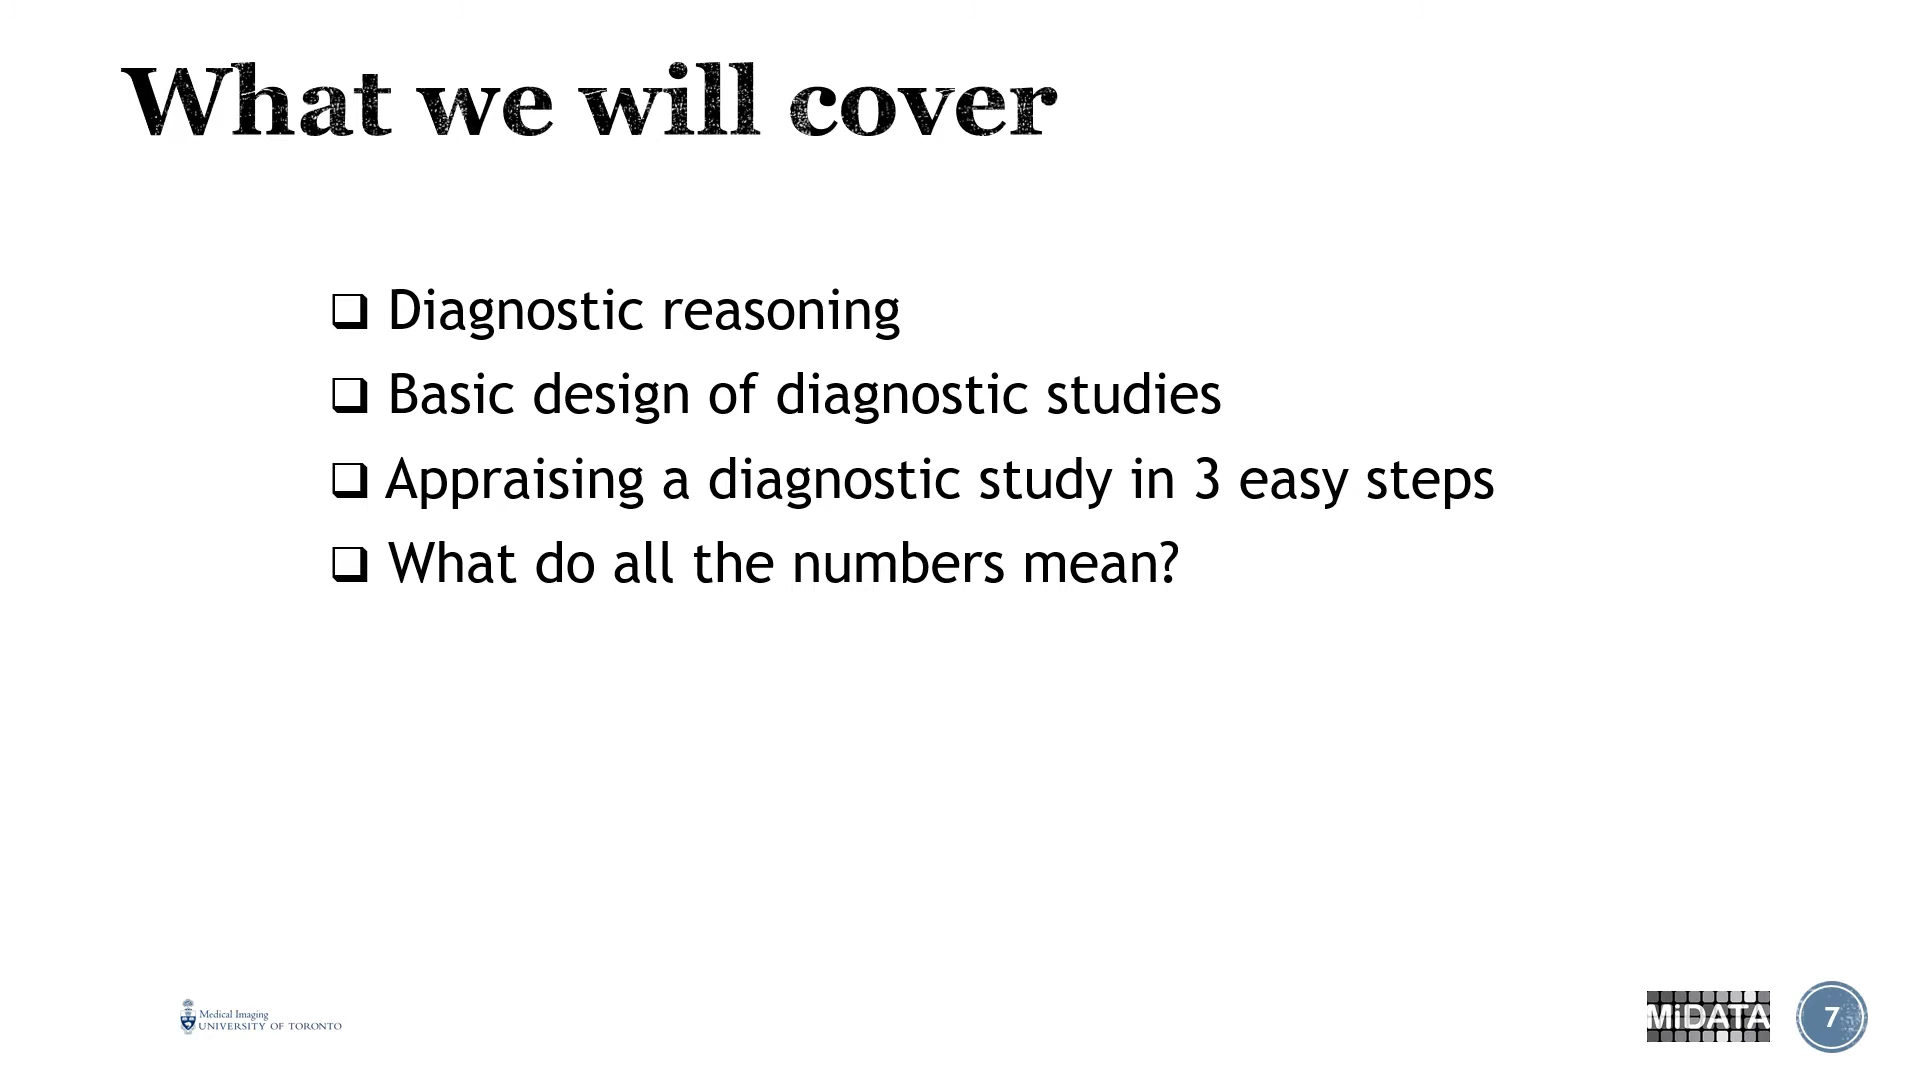 What we will cover
Diagnostic reasoning
Basic design of diagnostic studies
Appraising a diagnostic study in 3 easy steps
What do all the numbers mean?
Medical Imaging
UNIVERSITY OF TORONTO
MiDATA
7